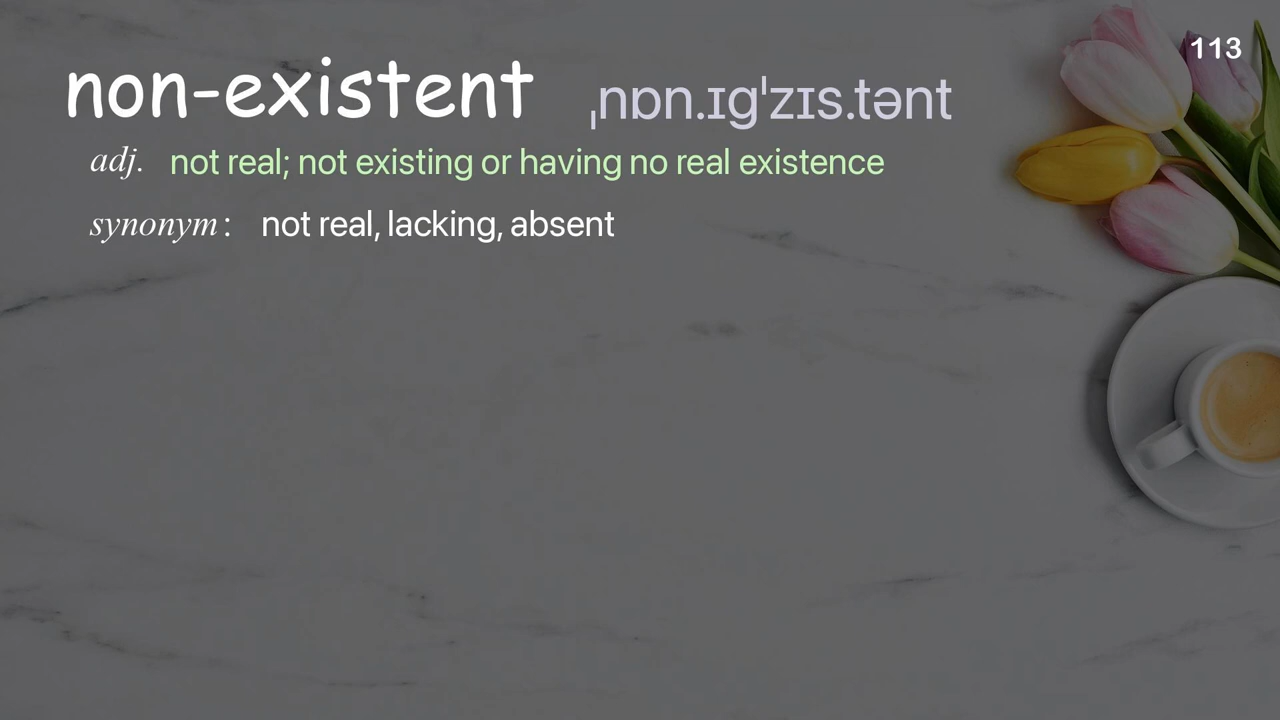 113
non-existent ˌnɒn.ɪɡˈzɪs.tənt
adj. not real; not existing or having no real existence
synonym: not real, lacking, absent